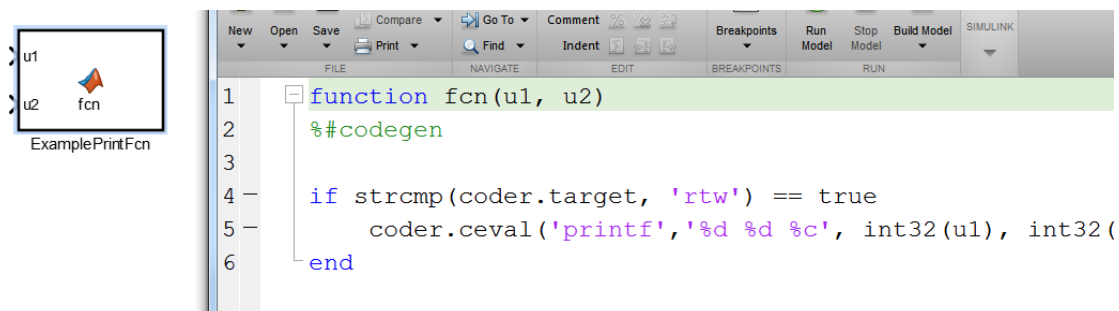 u1
u2
fcn
ExamplePrintFcn
New
Open
Save
Compare
Print
FILE
Go To
Find
NAVIGATE
Comment
Indent
EDIT
Breakpoints
BREAKPOINTS
Run Model
Stop Model
Build Model
RUN
SIMULINK
1 function fcn(u1, u2)
2 %#codegen
3
4 if strcmp(coder.target, 'rtw') == true
5 coder.ceval('printf','%d %d %c', int32(u1), int32(
6 end